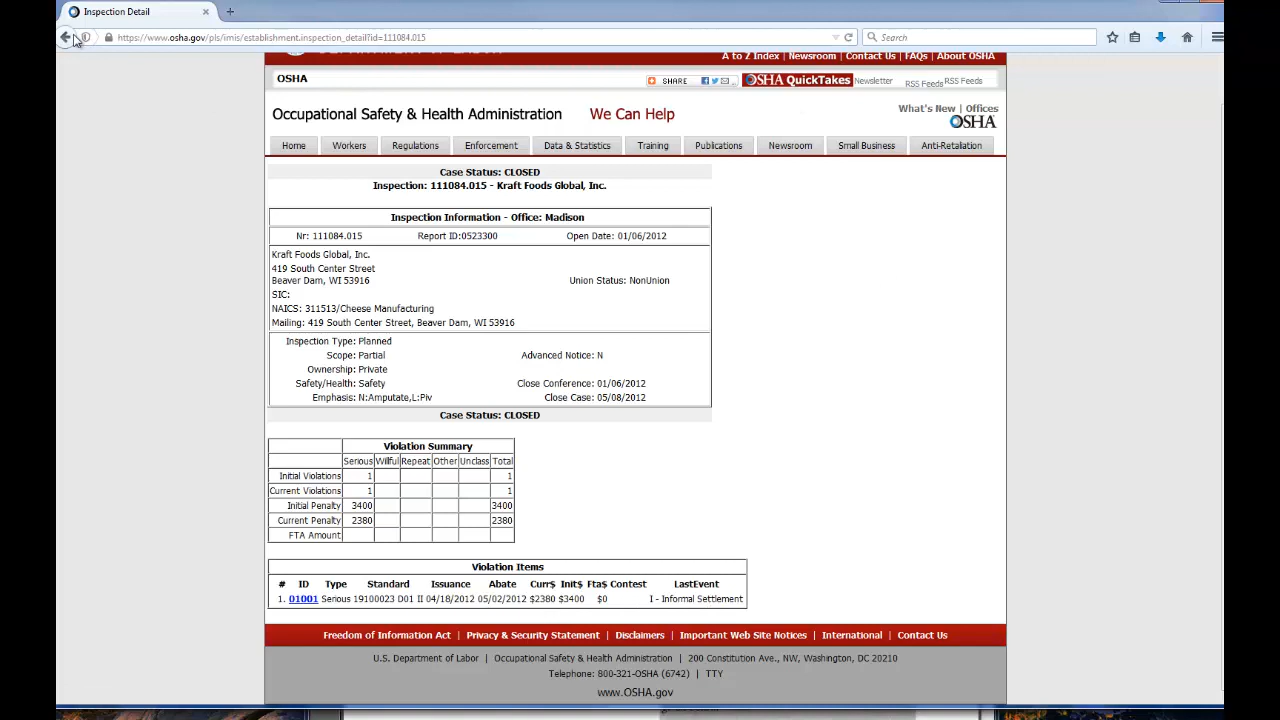 Inspection Detail
https://www.osha.gov/pls/imis/establishment.inspection_detail?id=111084.015
Search
A to Z Index | Newsroom | Contact Us | FAQs | About OSHA
OSHA
SHARE
OSHA QuickTakes
Newsletter
RSS Feeds
RSS Feeds
Occupational Safety & Health Administration We Can Help
What's New | Offices
OSHA
Home Workers Regulations Enforcement Data & Statistics Training Publications Newsroom Small Business Anti-Retaliation
Case Status: CLOSED
Inspection: 111084.015 - Kraft Foods Global, Inc.
Inspection Information - Office: Madison
Nr: 111084.015 Report ID:0523300 Open Date: 01/06/2012
Kraft Foods Global, Inc.
419 South Center Street
Beaver Dam, WI 53916 Union Status: NonUnion
SIC:
NAICS: 311513/Cheese Manufacturing
Mailing: 419 South Center Street, Beaver Dam, WI 53916
Inspection Type: Planned
Scope: Partial Advanced Notice: N
Ownership: Private
Safety/Health: Safety Close Conference: 01/06/2012
Emphasis: N:Amputate,L:Piv Close Case: 05/08/2012
Case Status: CLOSED
Violation Summary
Serious Willful Repeat Other Unclass Total
Initial Violations 1 1
Current Violations 1 1
Initial Penalty 3400 3400
Current Penalty 2380 2380
FTA Amount
Violation Items
# ID Type Standard Issuance Abate Curr$ Init$ Fta$ Contest LastEvent
1. 01001 Serious 19100023 D01 II 04/18/2012 05/02/2012 $2380 $3400 $0 I - Informal Settlement
Freedom of Information Act | Privacy & Security Statement | Disclaimers | Important Web Site Notices | International | Contact Us
U.S. Department of Labor | Occupational Safety & Health Administration | 200 Constitution Ave., NW, Washington, DC 20210
Telephone: 800-321-OSHA (6742) | TTY
www.OSHA.gov